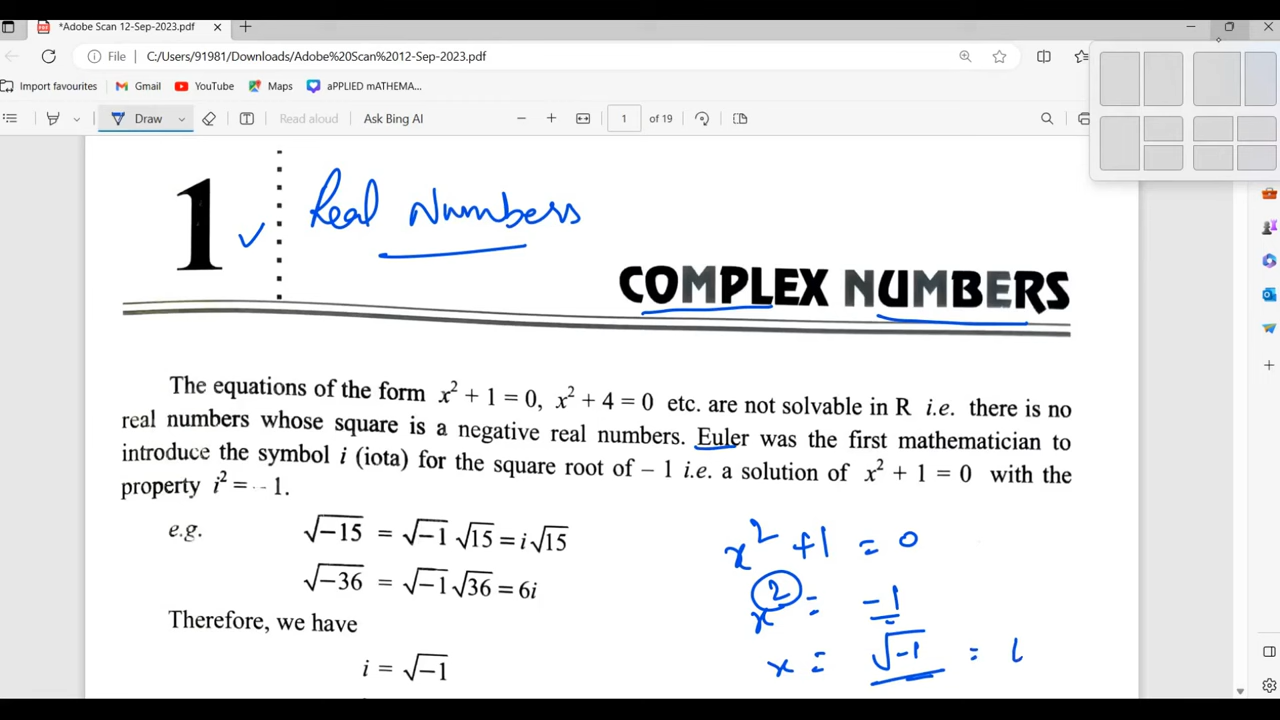 *Adobe Scan 12-Sep-2023.pdf
File C:/Users/91981/Downloads/Adobe%20Scan%2012-Sep-2023.pdf
Import favourites Gmail YouTube Maps aPPLIED mATHEMA...
Draw Read aloud Ask Bing AI 1 of 19
1 Real Numbers
COMPLEX NUMBERS
The equations of the form x² + 1 = 0, x² + 4 = 0 etc. are not solvable in R i.e. there is no
real numbers whose square is a negative real numbers. Euler was the first mathematician to
introduce the symbol i (iota) for the square root of – 1 i.e. a solution of x² + 1 = 0 with the
property i² = - 1.
e.g. √-15 = √-1 √15 = i√15
x² + 1 = 0
√-36 = √-1 √36 = 6i
x² = -1
Therefore, we have
x = √-1 = i
i = √-1